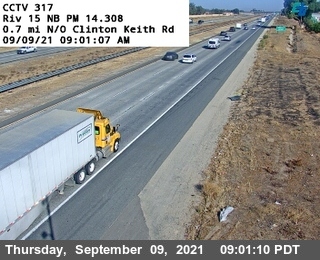 CCTV 317
Riv 15 NB PM 14.308
0.7 mi N/O Clinton Keith Rd
09/09/21 09:01:07 AM
Thursday, September 09, 2021 09:01:10 PDT